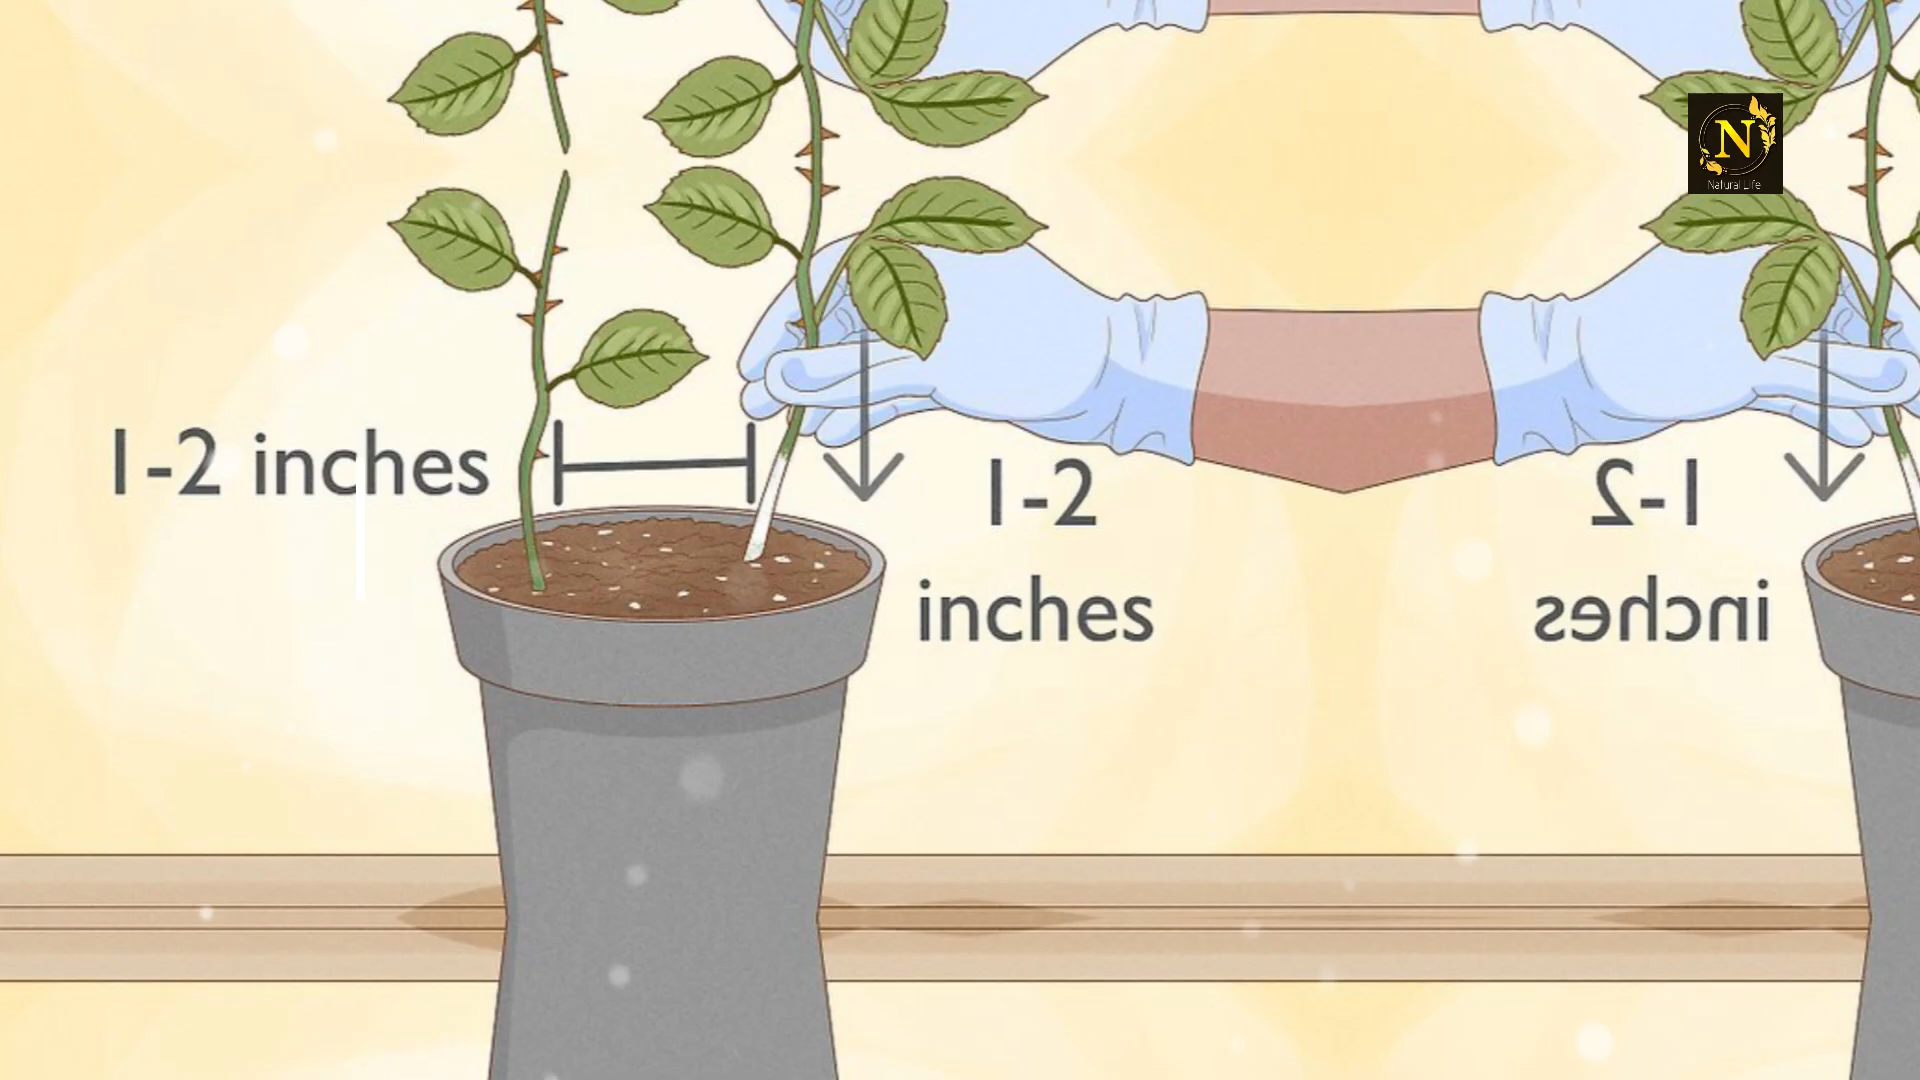 N
Natural Life
1-2 inches
1-2
inches
1-2
inches